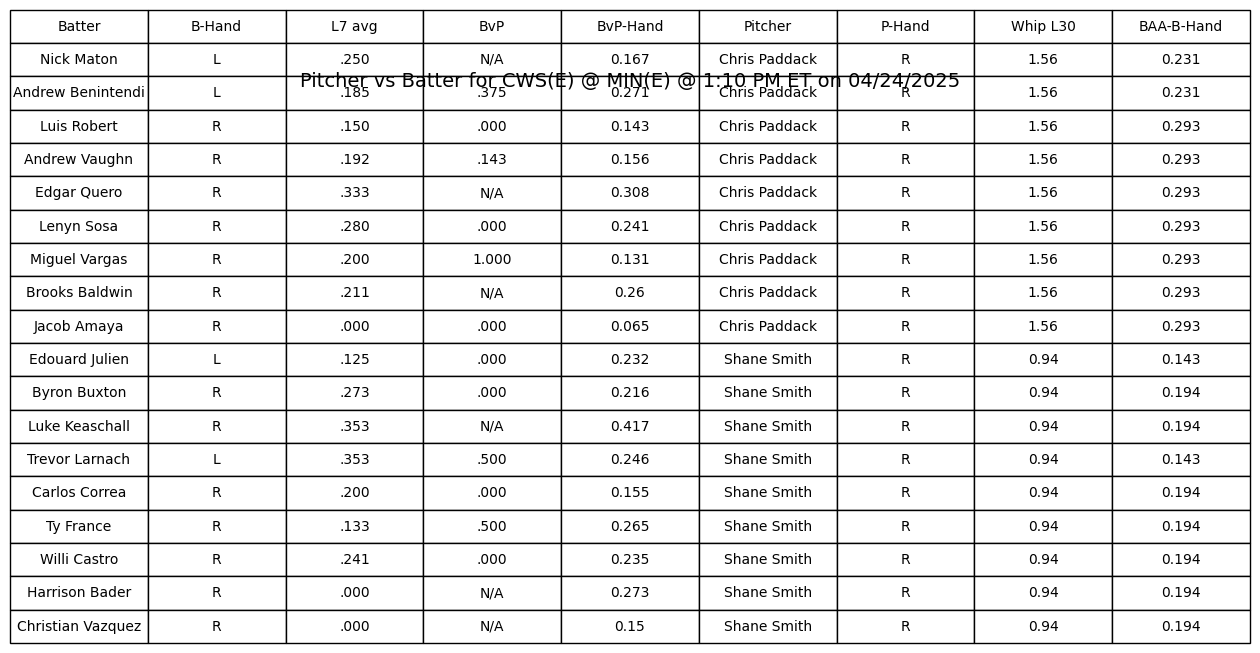 Batter B-Hand L7 avg BvP BvP-Hand Pitcher P-Hand Whip L30 BAA-B-Hand
Nick Maton L .250 N/A 0.167 Chris Paddack R 1.56 0.231
Pitcher vs Batter for CWS(E) @ MIN(E) @ 1:10 PM ET on 04/24/2025
Andrew Benintendi L .185 .375 0.271 Chris Paddack R 1.56 0.231
Luis Robert R .150 .000 0.143 Chris Paddack R 1.56 0.293
Andrew Vaughn R .192 .143 0.156 Chris Paddack R 1.56 0.293
Edgar Quero R .333 N/A 0.308 Chris Paddack R 1.56 0.293
Lenyn Sosa R .280 .000 0.241 Chris Paddack R 1.56 0.293
Miguel Vargas R .200 1.000 0.131 Chris Paddack R 1.56 0.293
Brooks Baldwin R .211 N/A 0.26 Chris Paddack R 1.56 0.293
Jacob Amaya R .000 .000 0.065 Chris Paddack R 1.56 0.293
Edouard Julien L .125 .000 0.232 Shane Smith R 0.94 0.143
Byron Buxton R .273 .000 0.216 Shane Smith R 0.94 0.194
Luke Keaschall R .353 N/A 0.417 Shane Smith R 0.94 0.194
Trevor Larnach L .353 .500 0.246 Shane Smith R 0.94 0.143
Carlos Correa R .200 .000 0.155 Shane Smith R 0.94 0.194
Ty France R .133 .500 0.265 Shane Smith R 0.94 0.194
Willi Castro R .241 .000 0.235 Shane Smith R 0.94 0.194
Harrison Bader R .000 N/A 0.273 Shane Smith R 0.94 0.194
Christian Vazquez R .000 N/A 0.15 Shane Smith R 0.94 0.194